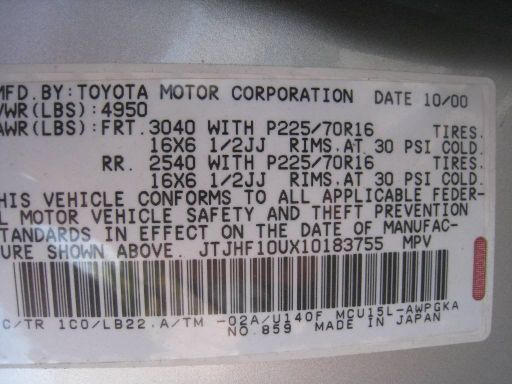 MFD.BY:TOYOTA MOTOR CORPORATION DATE 10/00
VWR(LBS):4950
AWR(LBS):FRT. 3040 WITH P225/70R16 TIRES.
16X6 1/2JJ RIMS.AT 30 PSI COLD.
RR. 2540 WITH P225/70R16 TIRES.
16X6 1/2JJ RIMS.AT 30 PSI COLD.
HIS VEHICLE CONFORMS TO ALL APPLICABLE FEDER-
L MOTOR VEHICLE SAFETY AND THEFT PREVENTION
STANDARDS IN EFFECT ON THE DATE OF MANUFAC-
URE SHOWN ABOVE. JTJHF10UX10183755 MPV
C/TR 1C0/LB22.A/TM -02A/U140F MCU15L-AWPGKA
NO.859 MADE IN JAPAN